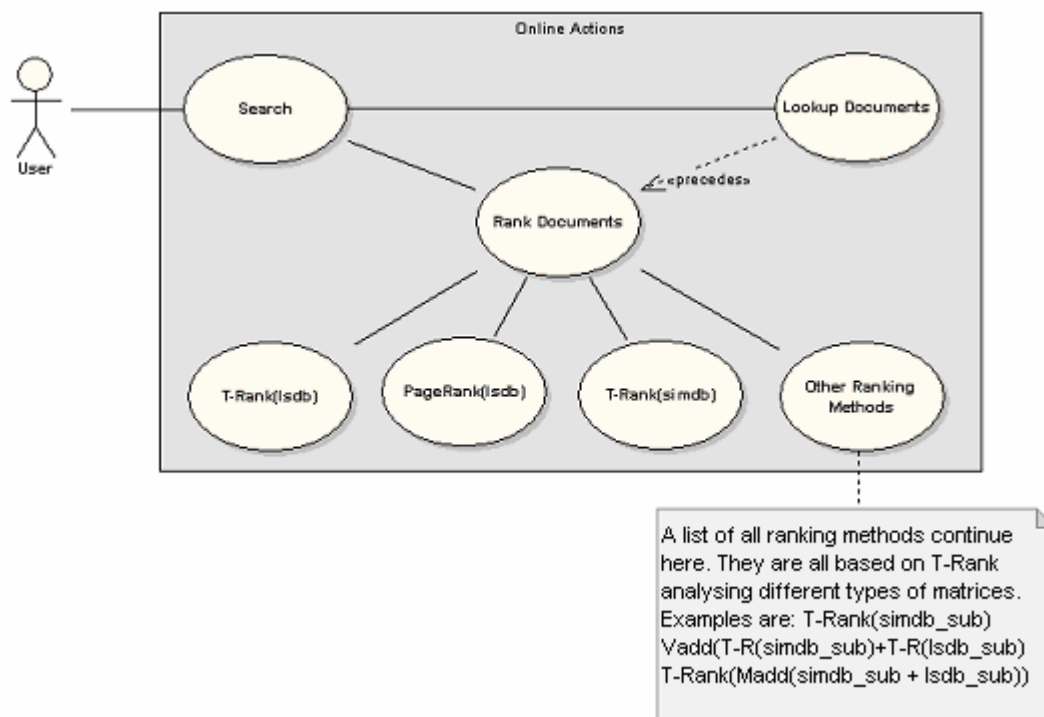 Online Actions
Search
Lookup Documents
User
«precedes»
Rank Documents
T-Rank(lsdb)
PageRank(lsdb)
T-Rank(simdb)
Other Ranking
Methods
A list of all ranking methods continue
here. They are all based on T-Rank
analysing different types of matrices.
Examples are: T-Rank(simdb_sub)
Vadd(T-R(simdb_sub)+T-R(lsdb_sub)
T-Rank(Madd(simdb_sub + lsdb_sub))